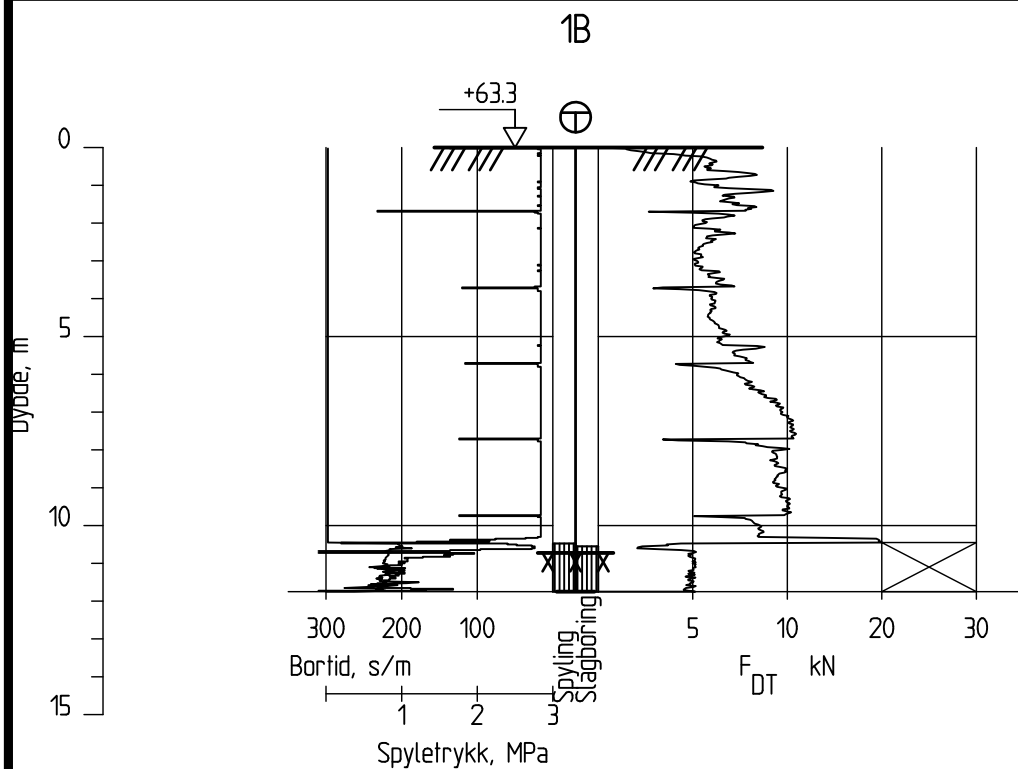 1B
+63.3
0
5
Dybde, m
10
15
300 200 100 5 10 20 30
Bortid, s/m
Spyling
Slagboring
F DT kN
1 2 3
Spyletrykk, MPa